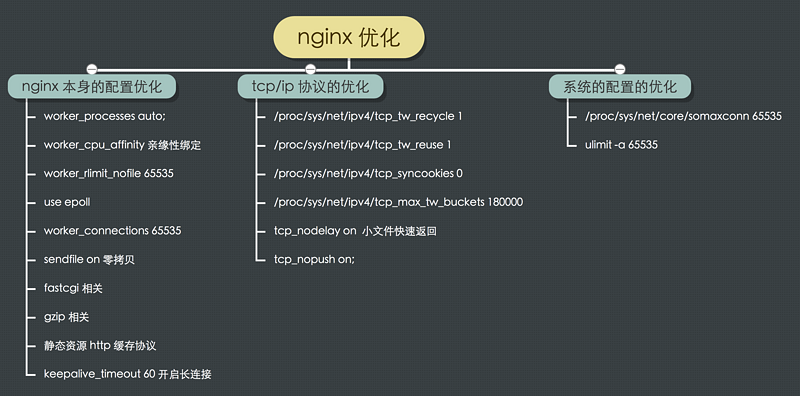 nginx 优化
nginx 本身的配置优化
worker_processes auto;
worker_cpu_affinity 亲缘性绑定
worker_rlimit_nofile 65535
use epoll
worker_connections 65535
sendfile on 零拷贝
fastcgi 相关
gzip 相关
静态资源 http 缓存协议
keepalive_timeout 60 开启长连接
tcp/ip 协议的优化
/proc/sys/net/ipv4/tcp_tw_recycle 1
/proc/sys/net/ipv4/tcp_tw_reuse 1
/proc/sys/net/ipv4/tcp_syncookies 0
/proc/sys/net/ipv4/tcp_max_tw_buckets 180000
tcp_nodelay on 小文件快速返回
tcp_nopush on;
系统的配置的优化
/proc/sys/net/core/somaxconn 65535
ulimit -a 65535